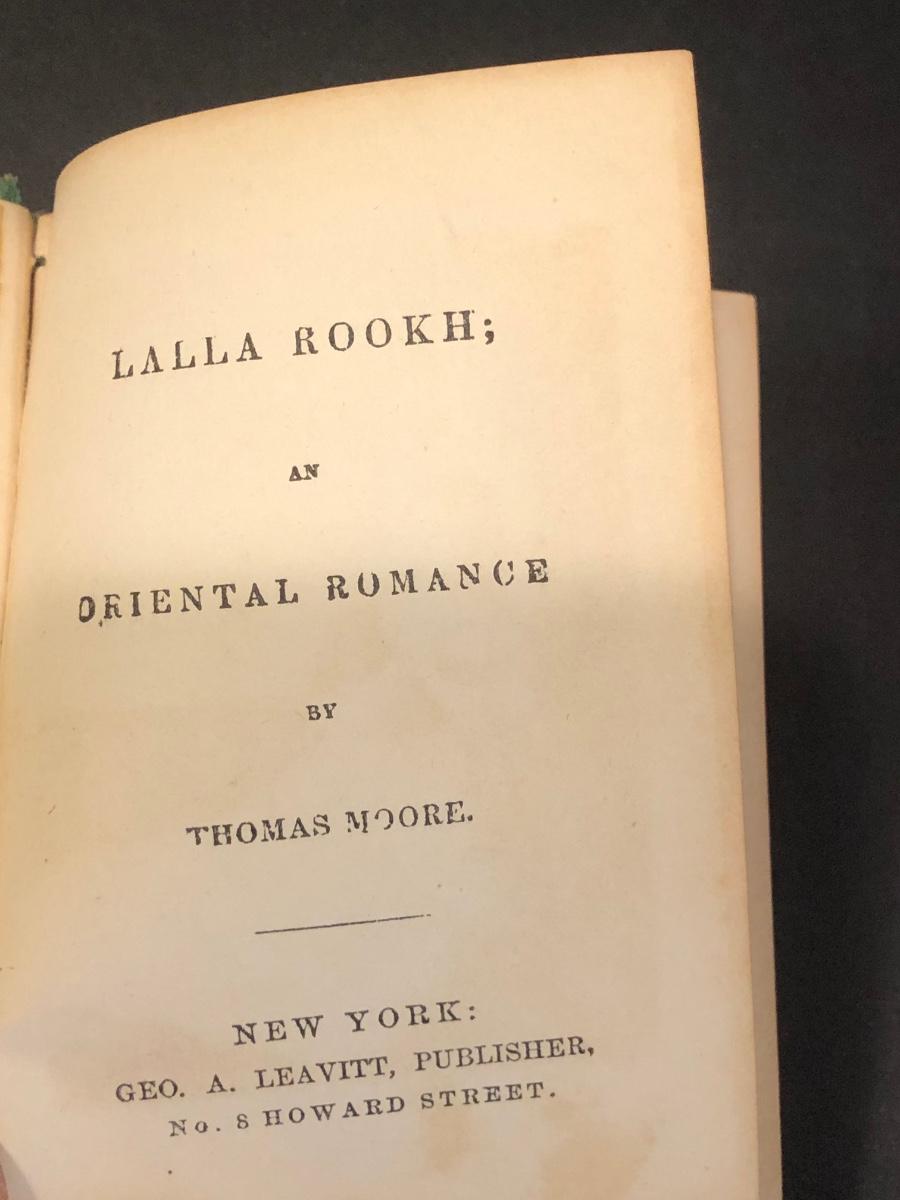 LALLA ROOKH;
AN
ORIENTAL ROMANCE
BY
THOMAS MOORE.
NEW YORK:
GEO. A. LEAVITT, PUBLISHER,
No. 8 HOWARD STREET.